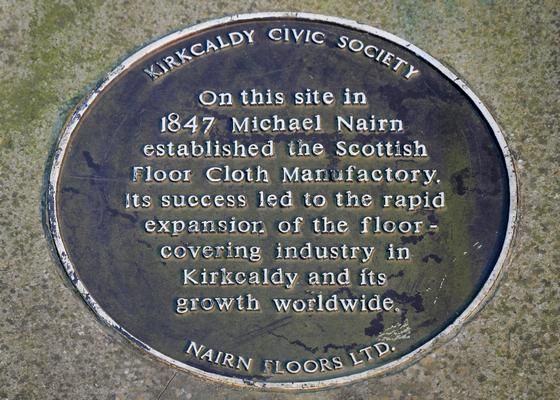 KIRKCALDY CIVIC SOCIETY
On this site in
1847 Michael Nairn
established the Scottish
Floor Cloth Manufactory.
Its success led to the rapid
expansion of the floor-
covering industry in
Kirkcaldy and its
growth worldwide
NAIRN FLOORS LTD.